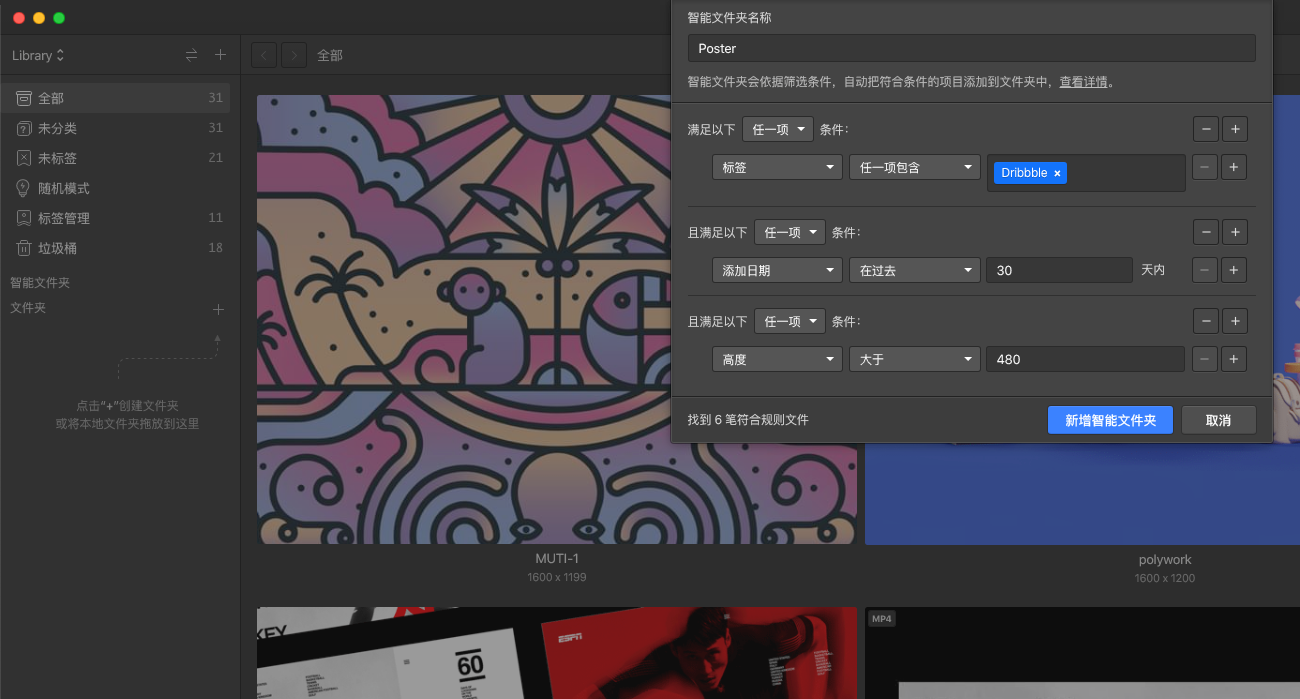 智能文件夹名称
Poster
智能文件夹会依据筛选条件，自动把符合条件的项目添加到文件夹中，查看详情。
满足以下 任一项 条件：
标签 任一项包含 Dribbble ×
且满足以下 任一项 条件：
添加日期 在过去 30 天内
且满足以下 任一项 条件：
高度 大于 480
找到 6 笔符合规则文件 新增智能文件夹 取消
Library
全部 31
未分类 31
未标签 21
随机模式
标签管理 11
垃圾桶 18
智能文件夹
文件夹
点击“+”创建文件夹
或将本地文件夹拖放到这里
全部
MUTI-1
1600 x 1199
polywork
1600 x 1200
KEY
60
ESPN
MP4